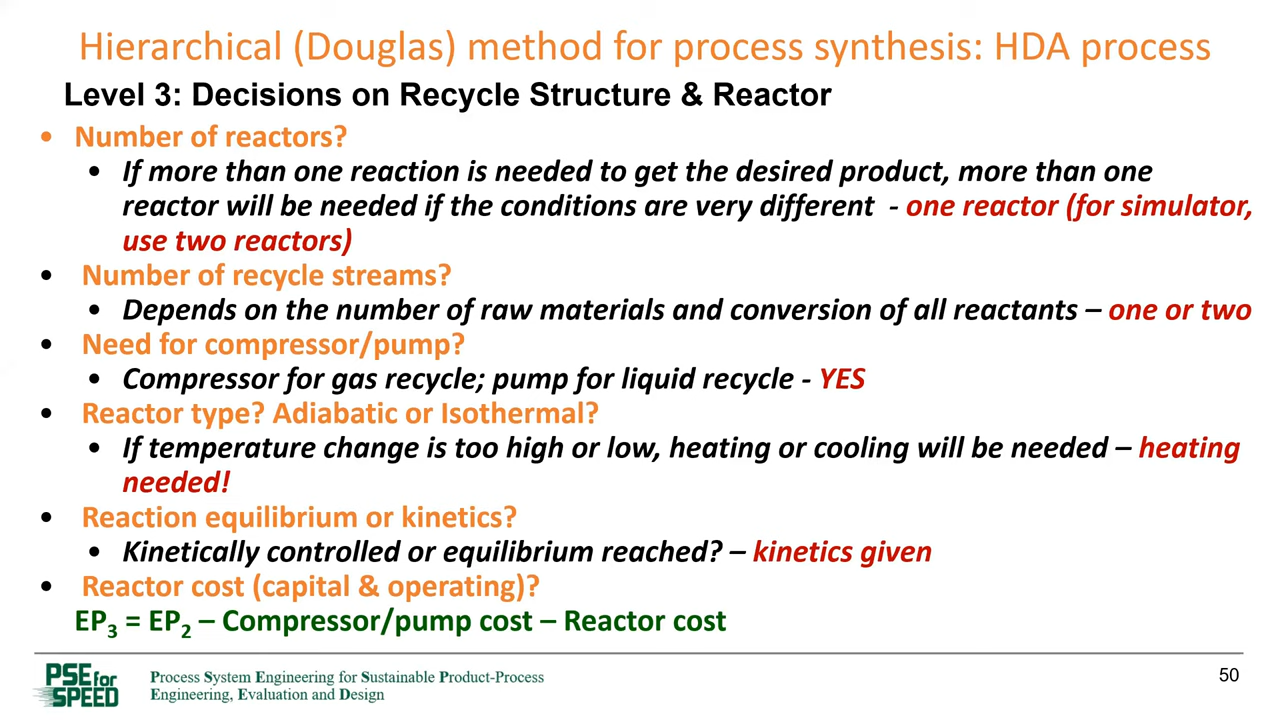 Hierarchical (Douglas) method for process synthesis: HDA process
Level 3: Decisions on Recycle Structure & Reactor
• Number of reactors?
• If more than one reaction is needed to get the desired product, more than one
reactor will be needed if the conditions are very different - one reactor (for simulator,
use two reactors)
• Number of recycle streams?
• Depends on the number of raw materials and conversion of all reactants – one or two
• Need for compressor/pump?
• Compressor for gas recycle; pump for liquid recycle - YES
• Reactor type? Adiabatic or Isothermal?
• If temperature change is too high or low, heating or cooling will be needed – heating
needed!
• Reaction equilibrium or kinetics?
• Kinetically controlled or equilibrium reached? – kinetics given
• Reactor cost (capital & operating)?
EP3 = EP2 – Compressor/pump cost – Reactor cost
PSE for
SPEED
Process System Engineering for Sustainable Product-Process
Engineering, Evaluation and Design
50